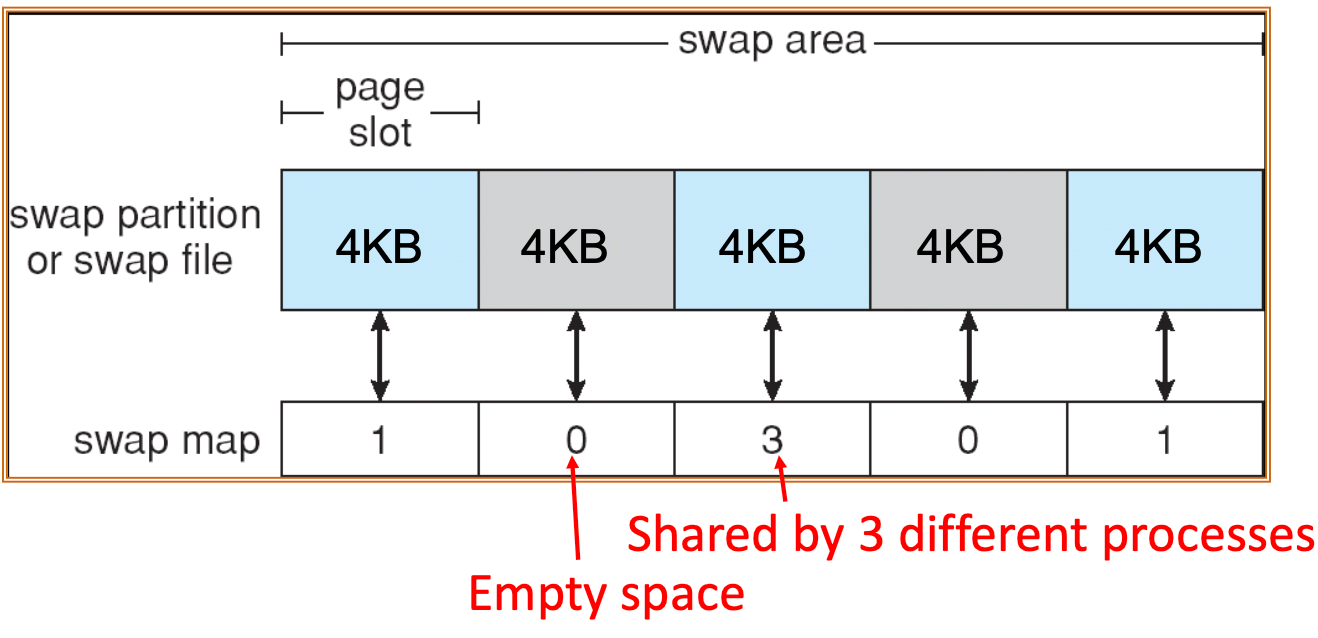 swap area
page
slot
swap partition
or swap file
4KB 4KB 4KB 4KB 4KB
swap map 1 0 3 0 1
Shared by 3 different processes
Empty space